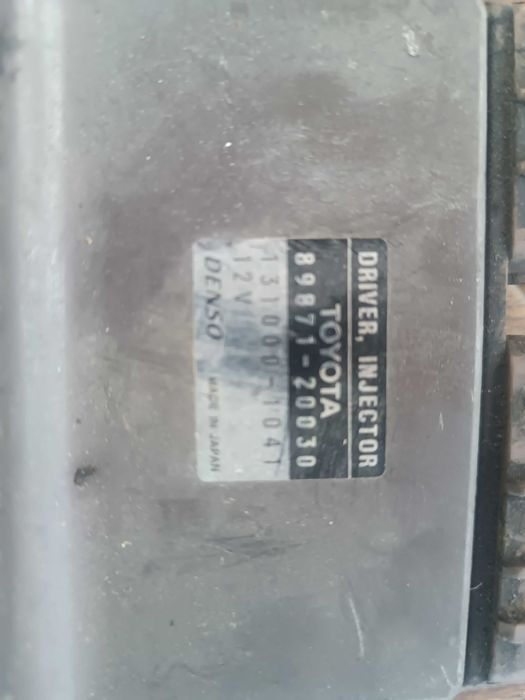 DRIVER, INJECTOR
TOYOTA
89871-20030
131000-1041
12V
DENSO MADE IN JAPAN